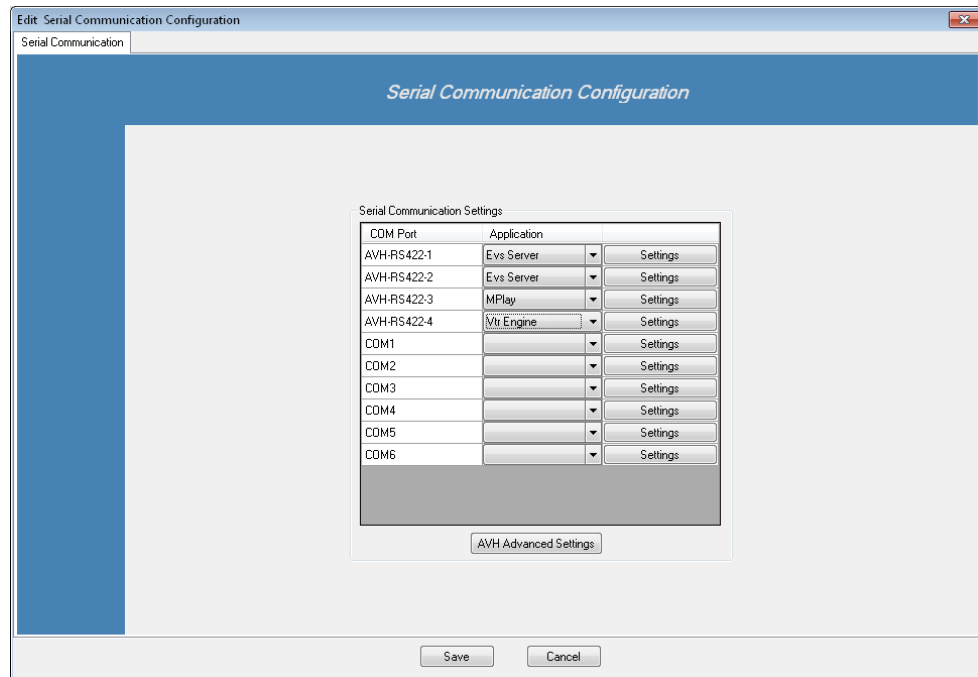 Edit Serial Communication Configuration
Serial Communication
Serial Communication Configuration
Serial Communication Settings
COM Port Application
AVH-RS422-1 Evs Server Settings
AVH-RS422-2 Evs Server Settings
AVH-RS422-3 MPlay Settings
AVH-RS422-4 Vtr Engine Settings
COM1 Settings
COM2 Settings
COM3 Settings
COM4 Settings
COM5 Settings
COM6 Settings
AVH Advanced Settings
Save Cancel